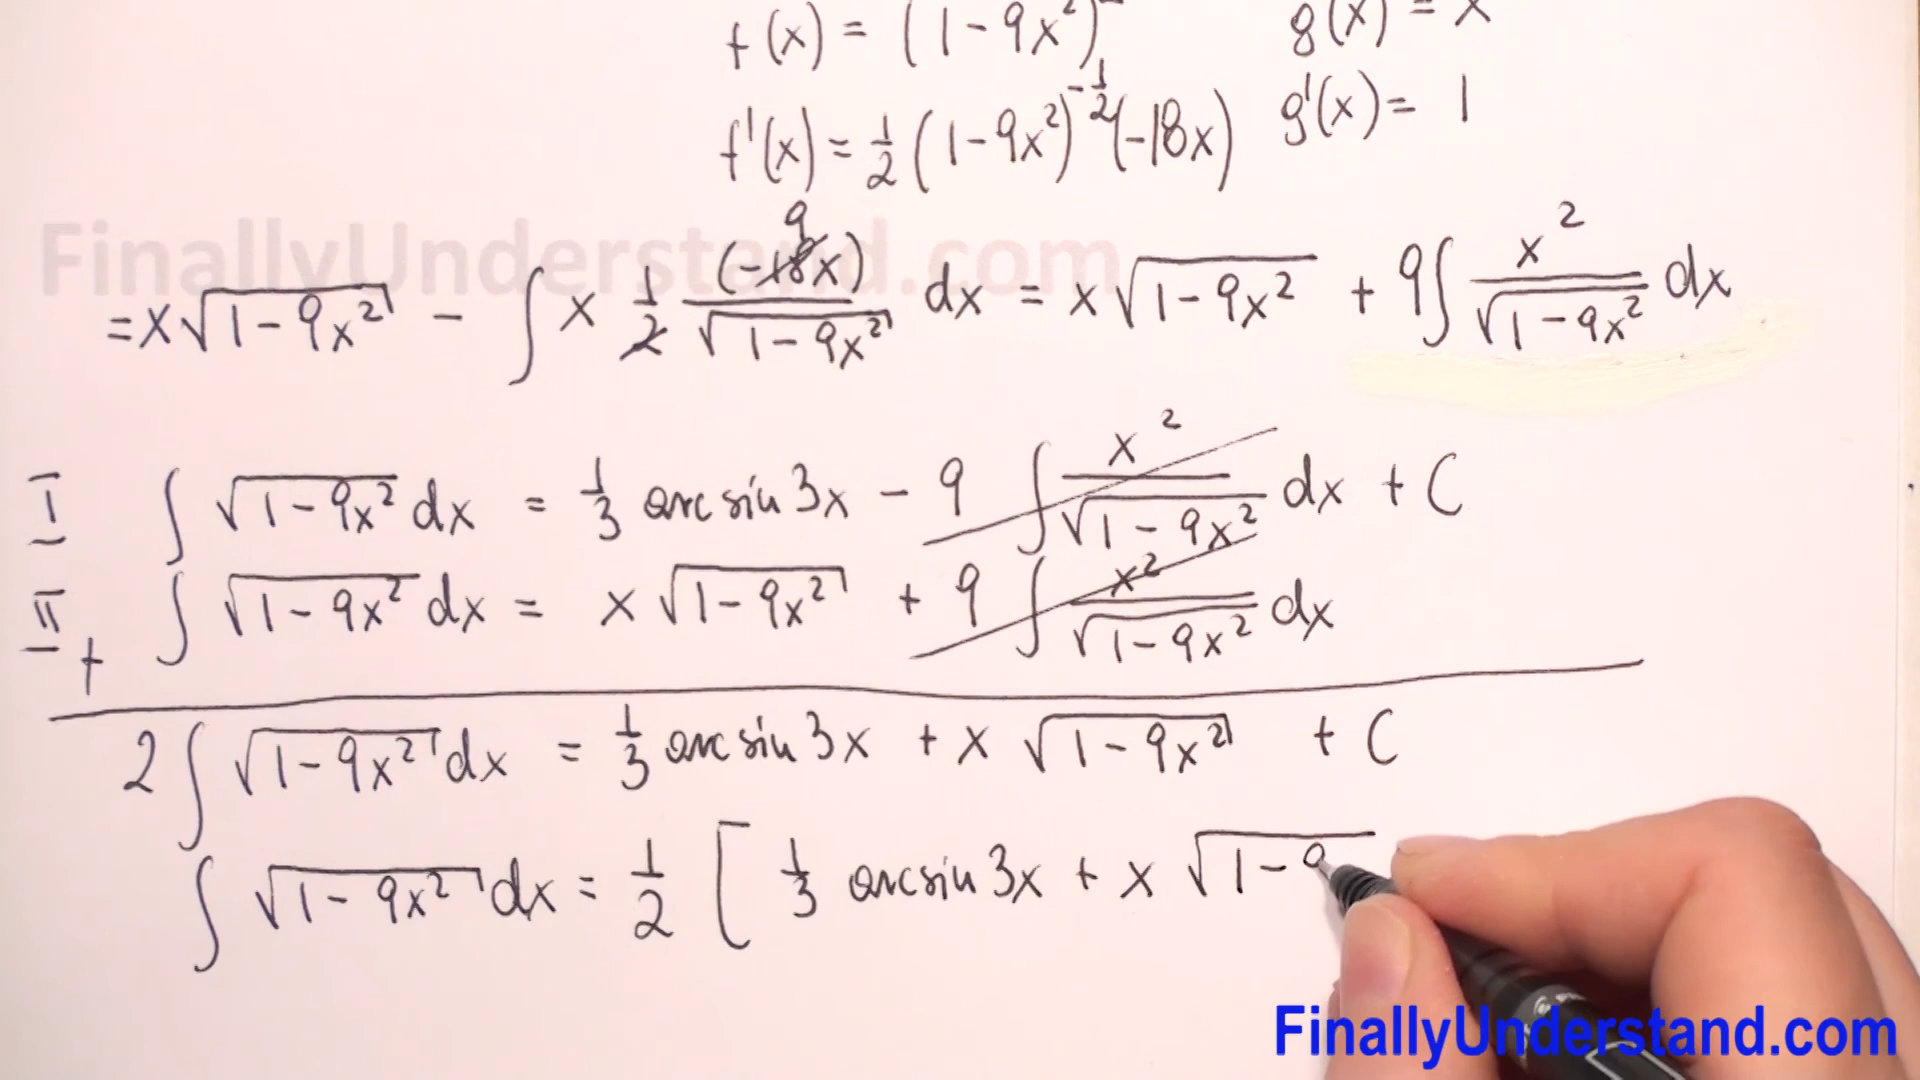 f(x) = (1-9x²) g(x) = x
f'(x) = 1/2 (1-9x²)^(-1/2) (-18x) g'(x) = 1
FinallyUnderstand.com
= x√(1-9x²) - ∫ x 1/2 (-18x)/√(1-9x²) dx = x√(1-9x²) + 9∫ x²/√(1-9x²) dx
9
I ∫ √(1-9x²) dx = 1/3 arcsin 3x - 9 ∫ x²/√(1-9x²) dx + C
II ∫ √(1-9x²) dx = x √(1-9x²) + 9 ∫ x²/√(1-9x²) dx
+
2∫ √(1-9x²) dx = 1/3 arcsin 3x + x √(1-9x²) + C
∫ √(1-9x²) dx = 1/2 [ 1/3 arcsin 3x + x √(1-9
FinallyUnderstand.com